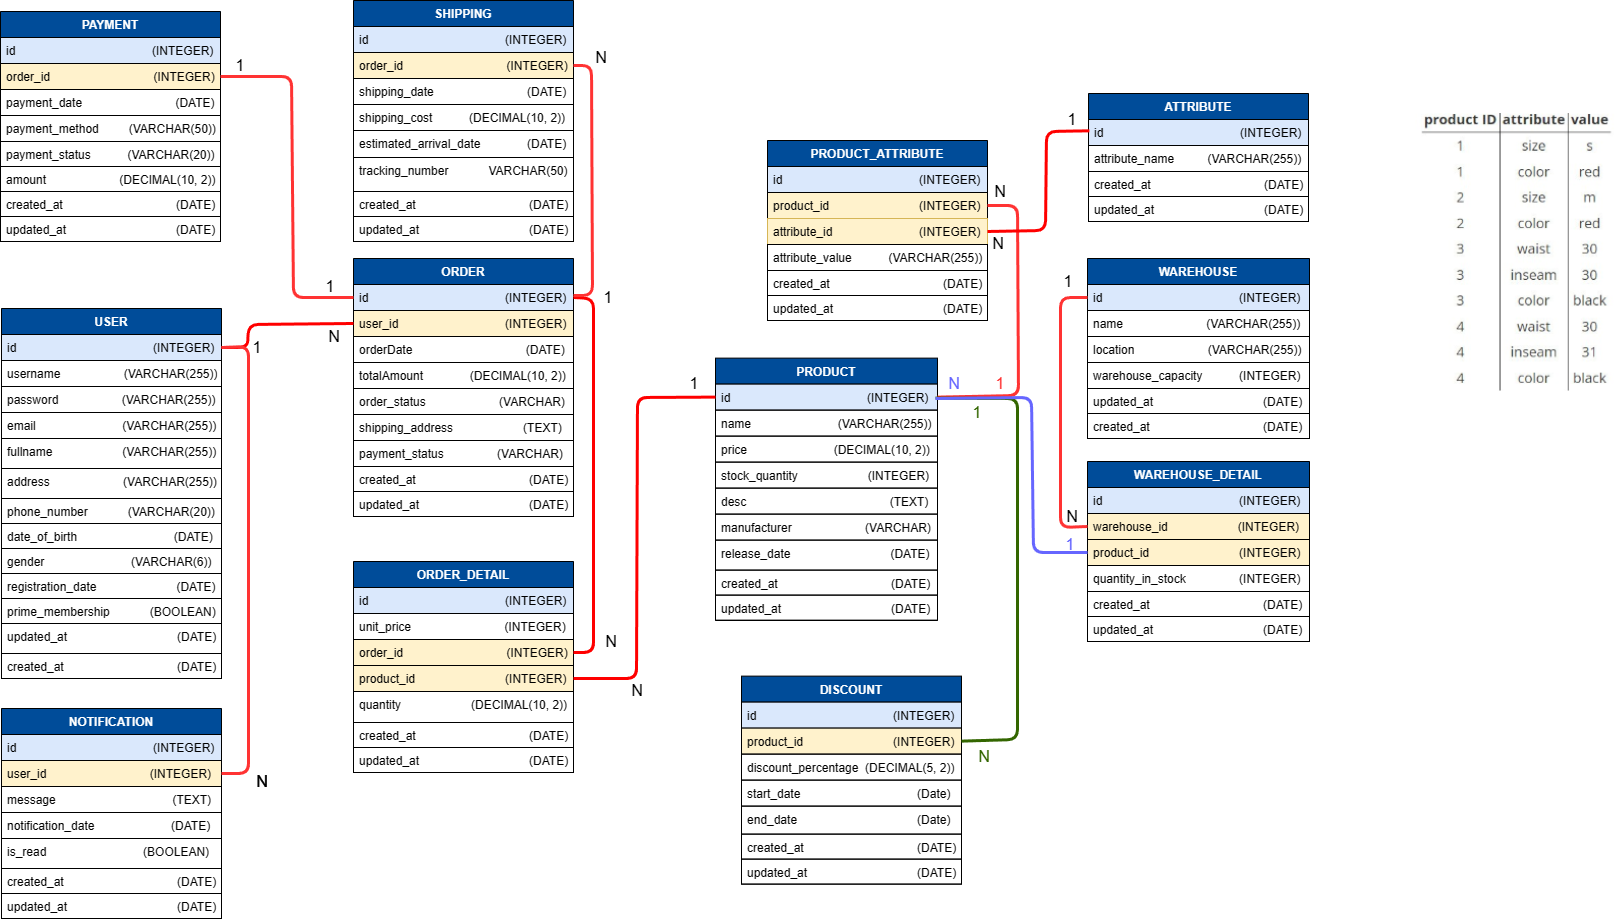 PAYMENT
id (INTEGER)
order_id (INTEGER)
payment_date (DATE)
payment_method (VARCHAR(50))
payment_status (VARCHAR(20))
amount (DECIMAL(10, 2))
created_at (DATE)
updated_at (DATE)
1
SHIPPING
id (INTEGER)
order_id (INTEGER)
shipping_date (DATE)
shipping_cost (DECIMAL(10, 2))
estimated_arrival_date (DATE)
tracking_number VARCHAR(50)
created_at (DATE)
updated_at (DATE)
N
ORDER
id (INTEGER)
user_id (INTEGER)
orderDate (DATE)
totalAmount (DECIMAL(10, 2))
order_status (VARCHAR)
shipping_address (TEXT)
payment_status (VARCHAR)
created_at (DATE)
updated_at (DATE)
1
N
1
USER
id (INTEGER)
username (VARCHAR(255))
password (VARCHAR(255))
email (VARCHAR(255))
fullname (VARCHAR(255))
address (VARCHAR(255))
phone_number (VARCHAR(20))
date_of_birth (DATE)
gender (VARCHAR(6))
registration_date (DATE)
prime_membership (BOOLEAN)
updated_at (DATE)
created_at (DATE)
1
NOTIFICATION
id (INTEGER)
user_id (INTEGER)
message (TEXT)
notification_date (DATE)
is_read (BOOLEAN)
created_at (DATE)
updated_at (DATE)
N
ORDER_DETAIL
id (INTEGER)
unit_price (INTEGER)
order_id (INTEGER)
product_id (INTEGER)
quantity (DECIMAL(10, 2))
created_at (DATE)
updated_at (DATE)
N
N
PRODUCT_ATTRIBUTE
id (INTEGER)
product_id (INTEGER)
attribute_id (INTEGER)
attribute_value (VARCHAR(255))
created_at (DATE)
updated_at (DATE)
N
N
PRODUCT
id (INTEGER)
name (VARCHAR(255))
price (DECIMAL(10, 2))
stock_quantity (INTEGER)
desc (TEXT)
manufacturer (VARCHAR)
release_date (DATE)
created_at (DATE)
updated_at (DATE)
1
N 1
1
DISCOUNT
id (INTEGER)
product_id (INTEGER)
discount_percentage (DECIMAL(5, 2))
start_date (Date)
end_date (Date)
created_at (DATE)
updated_at (DATE)
N
ATTRIBUTE
id (INTEGER)
attribute_name (VARCHAR(255))
created_at (DATE)
updated_at (DATE)
1
WAREHOUSE
id (INTEGER)
name (VARCHAR(255))
location (VARCHAR(255))
warehouse_capacity (INTEGER)
updated_at (DATE)
created_at (DATE)
1
WAREHOUSE_DETAIL
id (INTEGER)
warehouse_id (INTEGER)
product_id (INTEGER)
quantity_in_stock (INTEGER)
created_at (DATE)
updated_at (DATE)
N
1
product ID attribute value
1 size s
1 color red
2 size m
2 color red
3 waist 30
3 inseam 30
3 color black
4 waist 30
4 inseam 31
4 color black